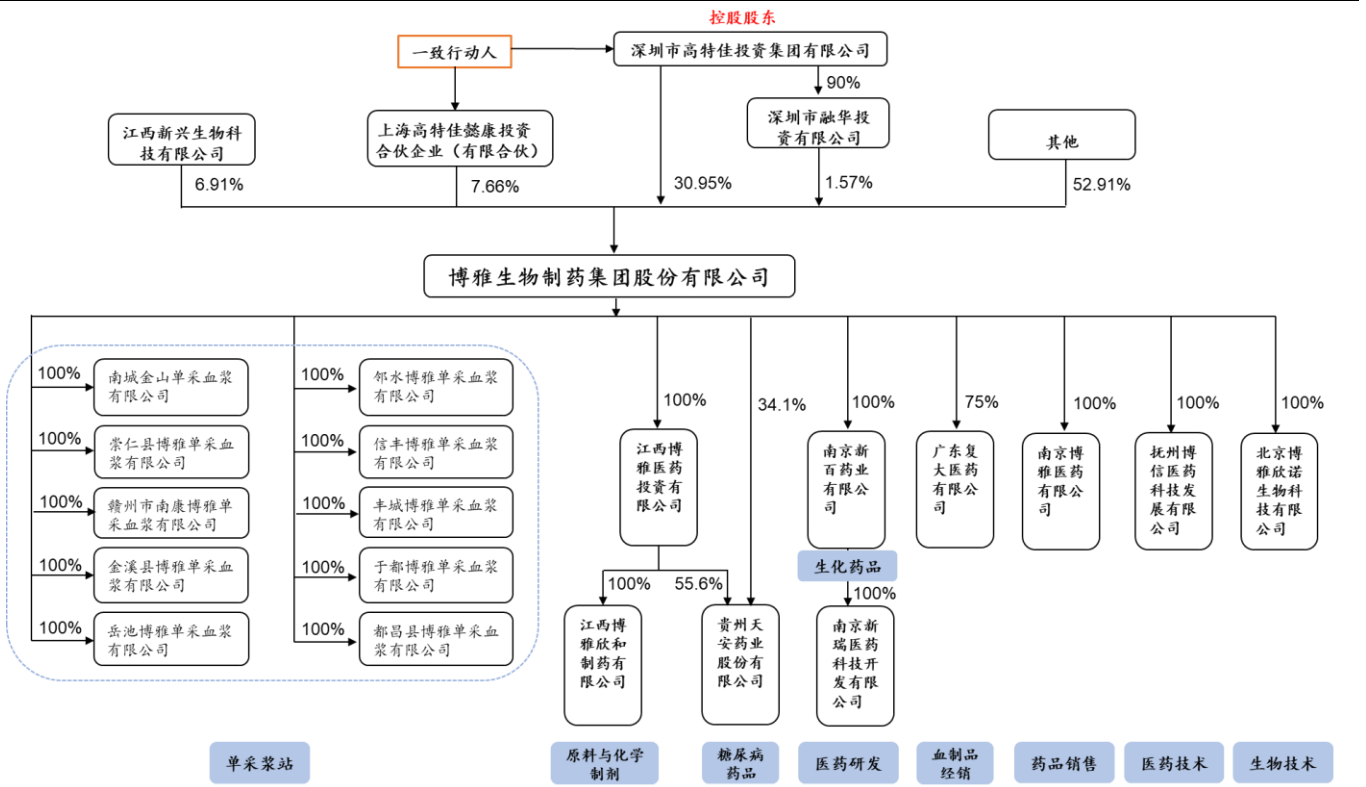 控股股东
一致行动人
深圳市高特佳投资集团有限公司
90%
江西新兴生物科
技有限公司
上海高特佳懿康投资
合伙企业（有限合伙）
深圳市融华投
资有限公司
其他
6.91%
7.66%
30.95%
1.57%
52.91%
博雅生物制药集团股份有限公司
100%
南城金山单采血浆
有限公司
100%
崇仁县博雅单采血
浆有限公司
100%
赣州市南康博雅单
采血浆有限公司
100%
金溪县博雅单采血
浆有限公司
100%
岳池博雅单采血浆
有限公司
100%
邻水博雅单采血浆
有限公司
100%
信丰博雅单采血浆
有限公司
100%
丰城博雅单采血浆
有限公司
100%
于都博雅单采血浆
有限公司
100%
都昌县博雅单采血
浆有限公司
100%
34.1%
100%
75%
100%
100%
100%
江西博
雅医药
投资有
限公司
南京新
百药业
有限公
司
广东复
大医药
有限公
司
南京博
雅医药
有限公
司
抚州博
信医药
科技发
展有限
公司
北京博
雅欣诺
生物科
技有限
公司
生化药品
100%
55.6%
100%
江西博
雅欣和
制药有
限公司
贵州天
安药业
股份有
限公司
南京新
瑞医药
科技开
发有限
公司
单采浆站
原料与化学
制剂
糖尿病
药品
医药研发
血制品
经销
药品销售
医药技术
生物技术